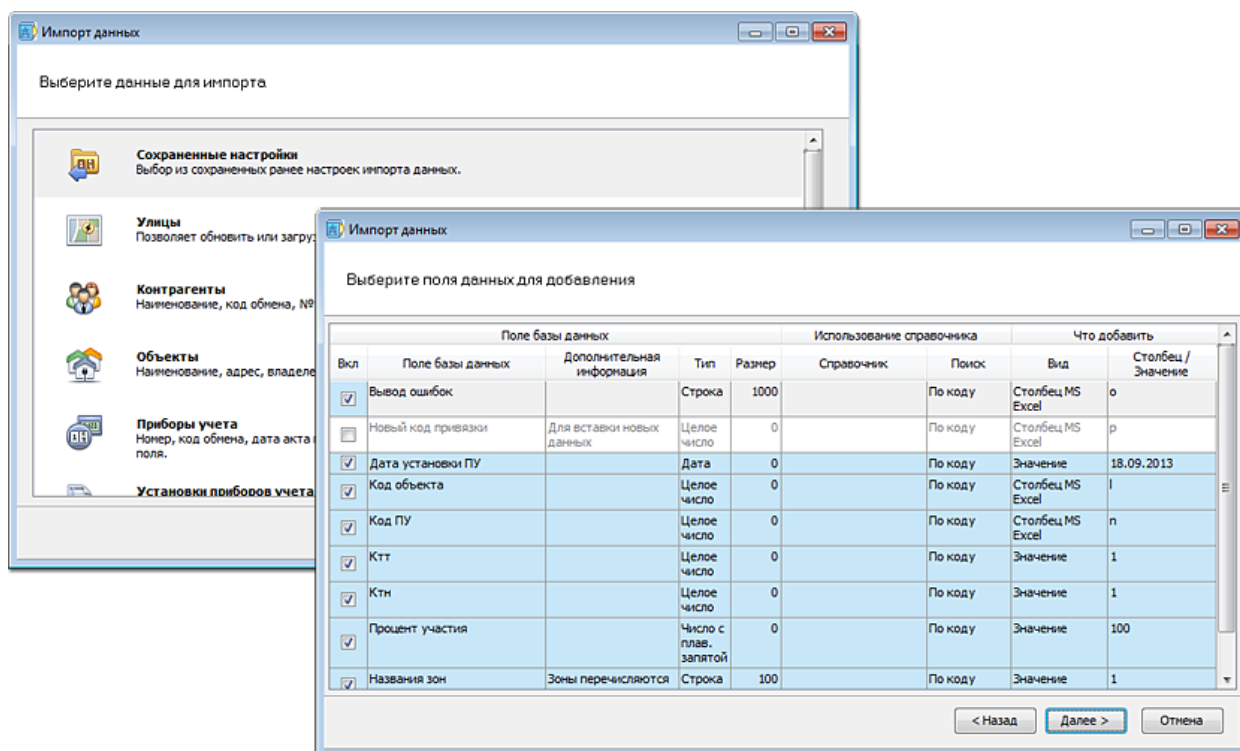 Импорт данных
Выберите данные для импорта
Сохраненные настройки
Выбор из сохраненных ранее настроек импорта данных.
Улицы
Позволяет обновить или
Контрагенты
Наименование, код обмена, №
Объекты
Наименование, адрес,
Приборы учета
Номер, код обмена, дата акта
поля.
Установки приборов учета
Импорт данных
Выберите поля данных для добавления
Поле базы данных Использование справочника Что добавить
Вкл Поле базы данных Дополнительная информация Тип Размер Справочник Поиск Вид Столбец / Значение
Вывод ошибок Строка 1000 По коду Столбец MS Excel o
Новый код привязки Для вставки новых данных Целое число 0 По коду Столбец MS Excel p
Дата установки ПУ Дата 0 По коду Значение 18.09.2013
Код объекта Целое число 0 По коду Столбец MS Excel l
Код ПУ Целое число 0 По коду Столбец MS Excel n
Ктт Целое число 0 По коду Значение 1
Ктн Целое число 0 По коду Значение 1
Процент участия Число с плав. запятой 0 По коду Значение 100
Названия зон Зоны перечисляются Строка 100 По коду Значение 1
< Назад Далее > Отмена